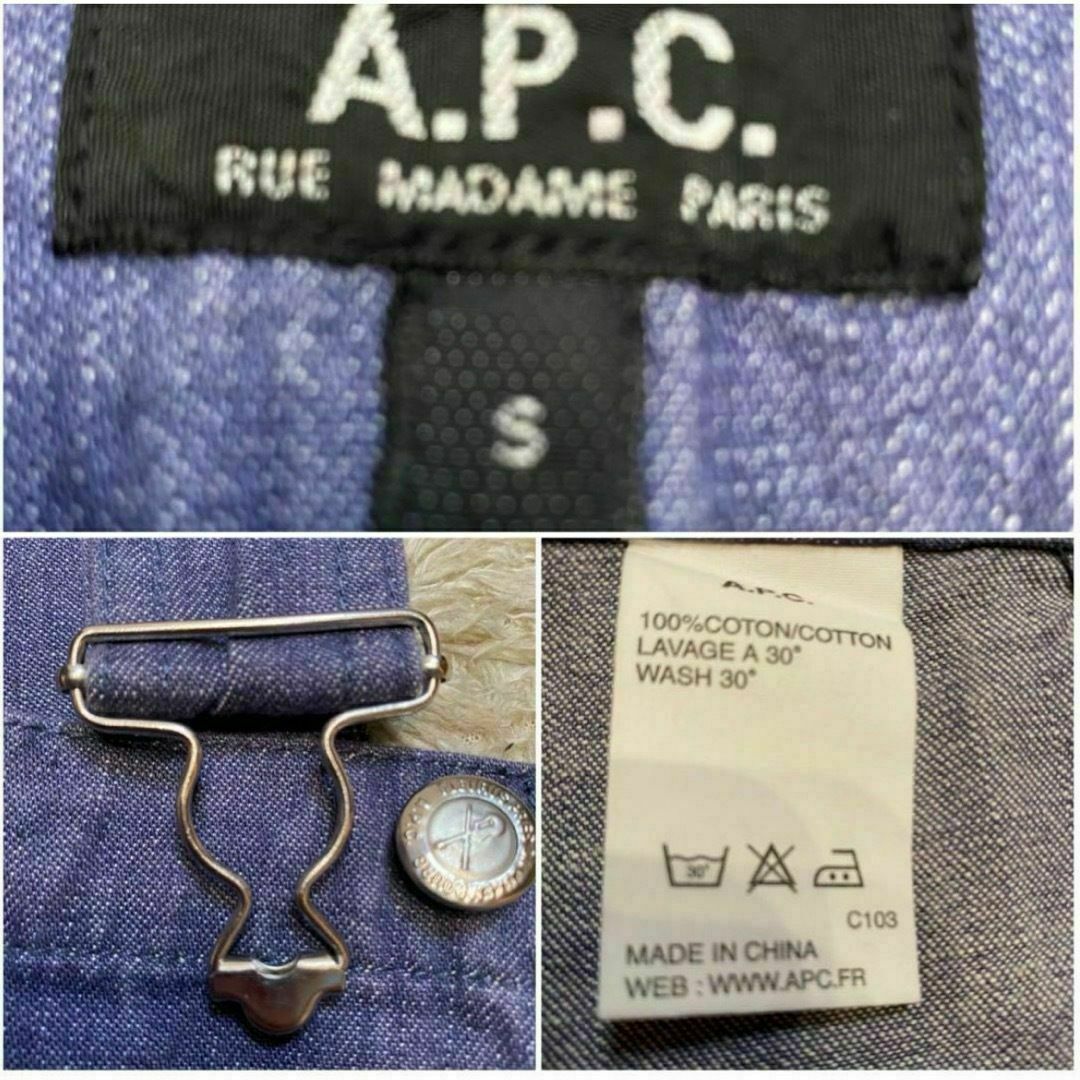 A.P.C.
RUE MADAME PARIS
S
A.P.C.
100%COTON/COTTON
LAVAGE A 30°
WASH 30°
30°
C103
MADE IN CHINA
WEB : WWW.APC.FR